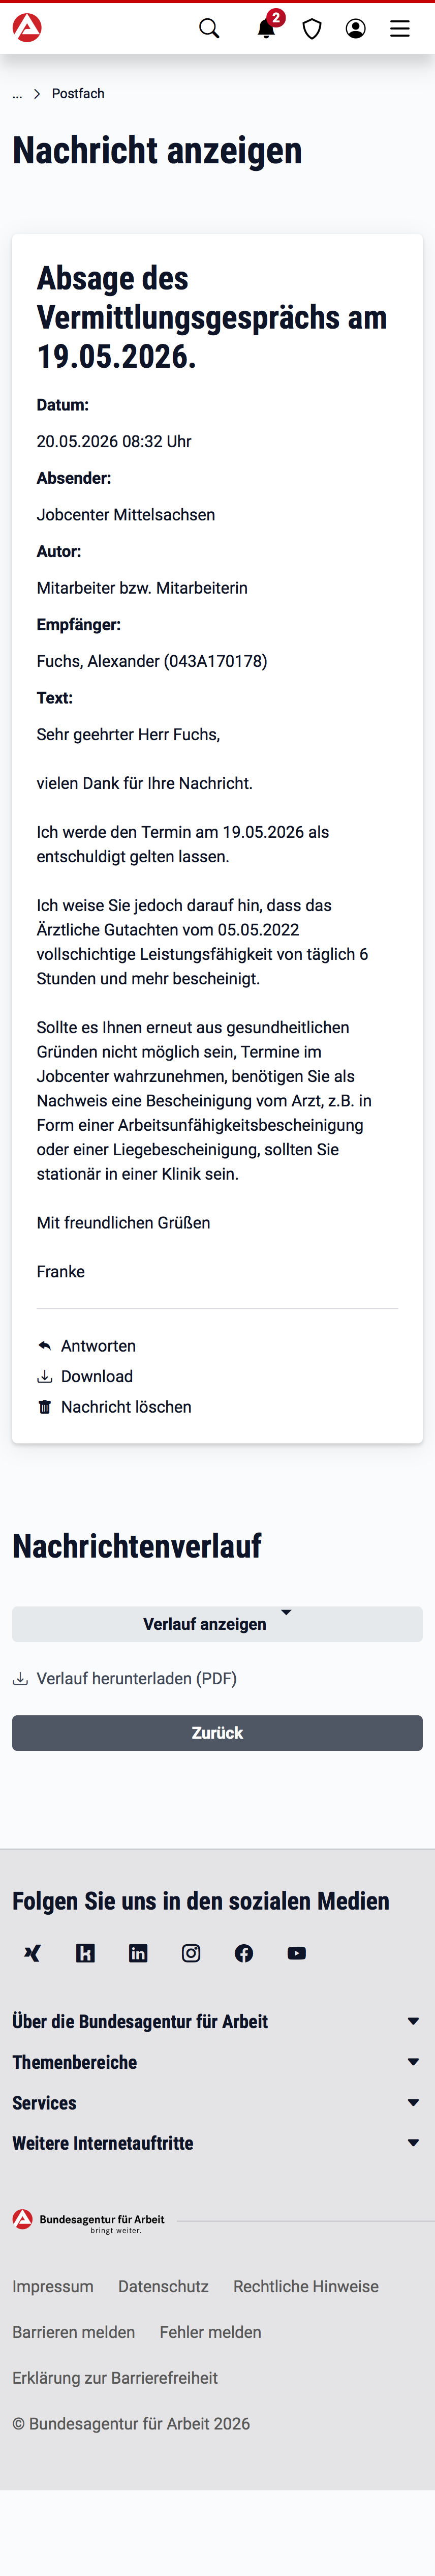 2
... > Postfach
Nachricht anzeigen
Absage des
Vermittlungsgesprächs am
19.05.2026.
Datum:
20.05.2026 08:32 Uhr
Absender:
Jobcenter Mittelsachsen
Autor:
Mitarbeiter bzw. Mitarbeiterin
Empfänger:
Fuchs, Alexander (043A170178)
Text:
Sehr geehrter Herr Fuchs,
vielen Dank für Ihre Nachricht.
Ich werde den Termin am 19.05.2026 als
entschuldigt gelten lassen.
Ich weise Sie jedoch darauf hin, dass das
Ärztliche Gutachten vom 05.05.2022
vollschichtige Leistungsfähigkeit von täglich 6
Stunden und mehr bescheinigt.
Sollte es Ihnen erneut aus gesundheitlichen
Gründen nicht möglich sein, Termine im
Jobcenter wahrzunehmen, benötigen Sie als
Nachweis eine Bescheinigung vom Arzt, z.B. in
Form einer Arbeitsunfähigkeitsbescheinigung
oder einer Liegebescheinigung, sollten Sie
stationär in einer Klinik sein.
Mit freundlichen Grüßen
Franke
Antworten
Download
Nachricht löschen
Nachrichtenverlauf
Verlauf anzeigen
Verlauf herunterladen (PDF)
Zurück
Folgen Sie uns in den sozialen Medien
Über die Bundesagentur für Arbeit
Themenbereiche
Services
Weitere Internetauftritte
Bundesagentur für Arbeit
bringt weiter.
Impressum Datenschutz Rechtliche Hinweise
Barrieren melden Fehler melden
Erklärung zur Barrierefreiheit
© Bundesagentur für Arbeit 2026